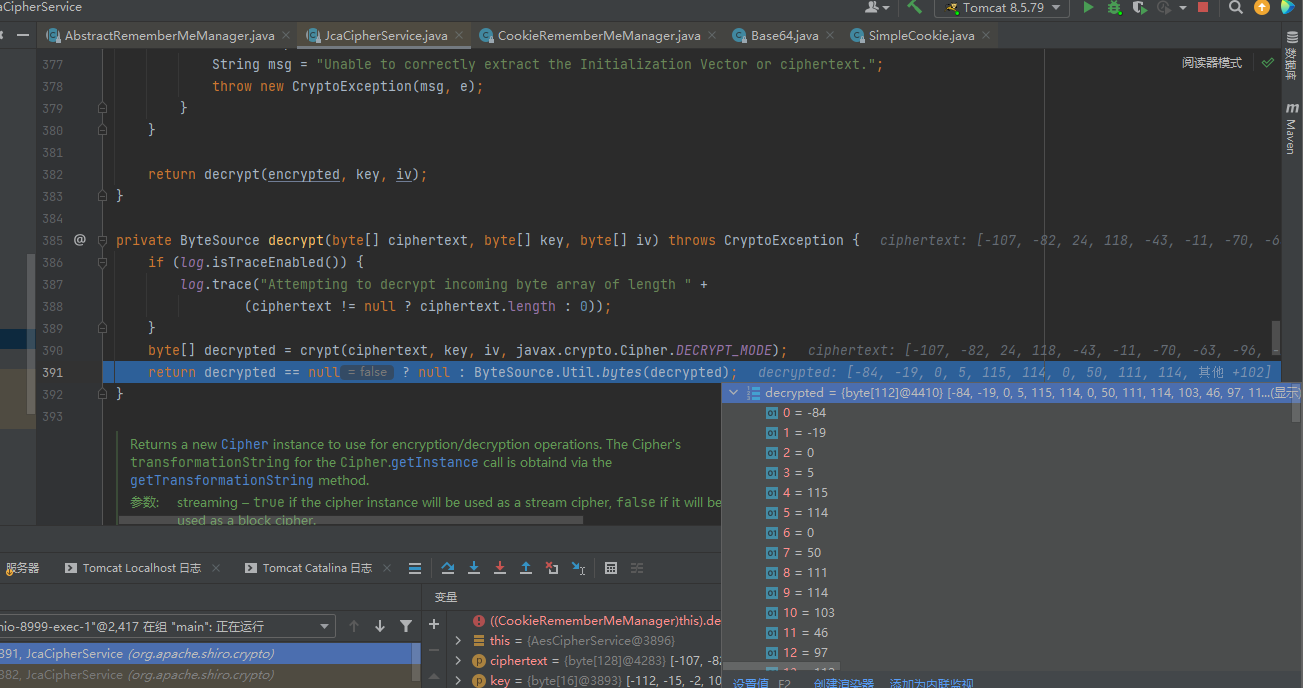 caCipherService
Tomcat 8.5.79
AbstractRememberMeManager.java JcaCipherService.java CookieRememberMeManager.java Base64.java SimpleCookie.java
阅读器模式
数据库
Maven
377 String msg = "Unable to correctly extract the Initialization Vector or ciphertext.";
378 throw new CryptoException(msg, e);
379 }
380 }
381
382 return decrypt(encrypted, key, iv);
383 }
384
385 @ private ByteSource decrypt(byte[] ciphertext, byte[] key, byte[] iv) throws CryptoException { ciphertext: [-107, -82, 24, 118, -43, -11, -70, -6
386 if (log.isTraceEnabled()) {
387 log.trace("Attempting to decrypt incoming byte array of length " +
388 (ciphertext != null ? ciphertext.length : 0));
389 }
390 byte[] decrypted = crypt(ciphertext, key, iv, javax.crypto.Cipher.DECRYPT_MODE); ciphertext: [-107, -82, 24, 118, -43, -11, -70, -63, -96, -
391 return decrypted == null = false ? null : ByteSource.Util.bytes(decrypted); decrypted: [-84, -19, 0, 5, 115, 114, 0, 50, 111, 114, 其他 +102]
392 }
393
Returns a new Cipher instance to use for encryption/decryption operations. The Cipher's
transformationString for the Cipher.getInstance call is obtaind via the
getTransformationString method.
参数: streaming – true if the cipher instance will be used as a stream cipher, false if it will be
used as a block cipher.
decrypted = {byte[112]@4410} [-84, -19, 0, 5, 115, 114, 0, 50, 111, 114, 103, 46, 97, 11...(显示
0 = -84
1 = -19
2 = 0
3 = 5
4 = 115
5 = 114
6 = 0
7 = 50
8 = 111
9 = 114
10 = 103
11 = 46
12 = 97
13 = 112
设置值 F2 创建渲染器 添加为内联监视
服务器 Tomcat Localhost 日志 Tomcat Catalina 日志
变量
nio-8999-exec-1"@2,417 在组 "main": 正在运行
391, JcaCipherService (org.apache.shiro.crypto)
382, JcaCipherService (org.apache.shiro.crypto)
((CookieRememberMeManager)this).de
this = {AesCipherService@3896}
ciphertext = {byte[128]@4283} [-107, -82
key = {byte[16]@3893} [-112, -15, -2, 10